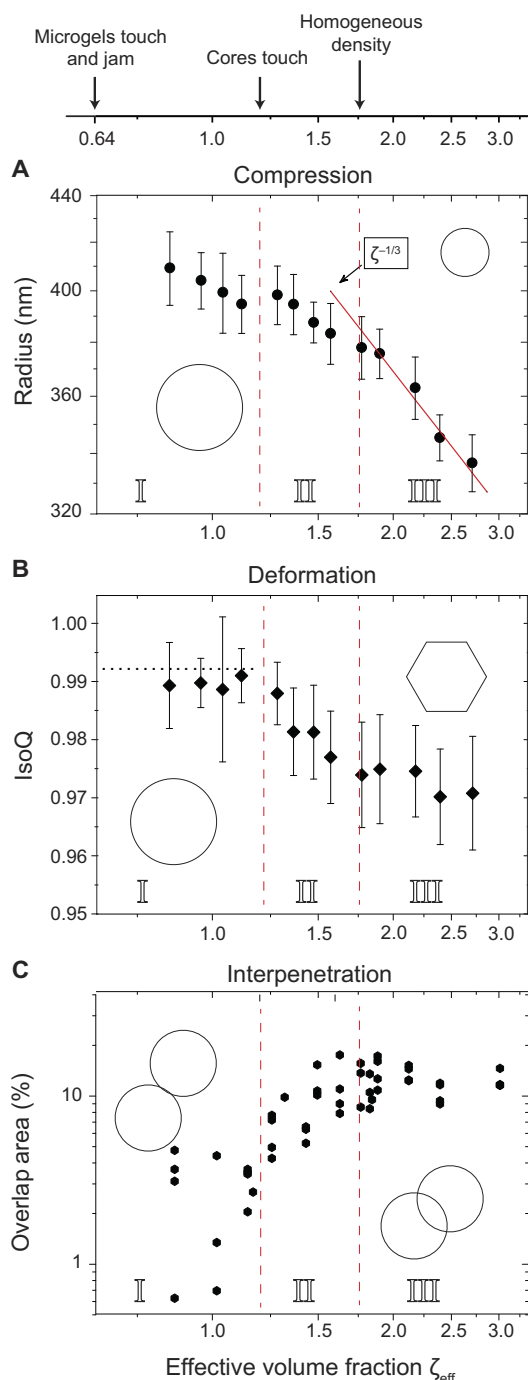 Homogeneous
density
Microgels touch
and jam
Cores touch
0.64 1.0 1.5 2.0 2.5 3.0
A
Compression
440
400
360
320
Radius (nm)
ζ−1/3
I II III
1.0 1.5 2.0 2.5 3.0
B
Deformation
1.00
0.99
0.98
0.97
0.96
0.95
IsoQ
I II III
1.0 1.5 2.0 2.5 3.0
C
Interpenetration
10
1
Overlap area (%)
I II III
1.0 1.5 2.0 2.5 3.0
Effective volume fraction ζeff